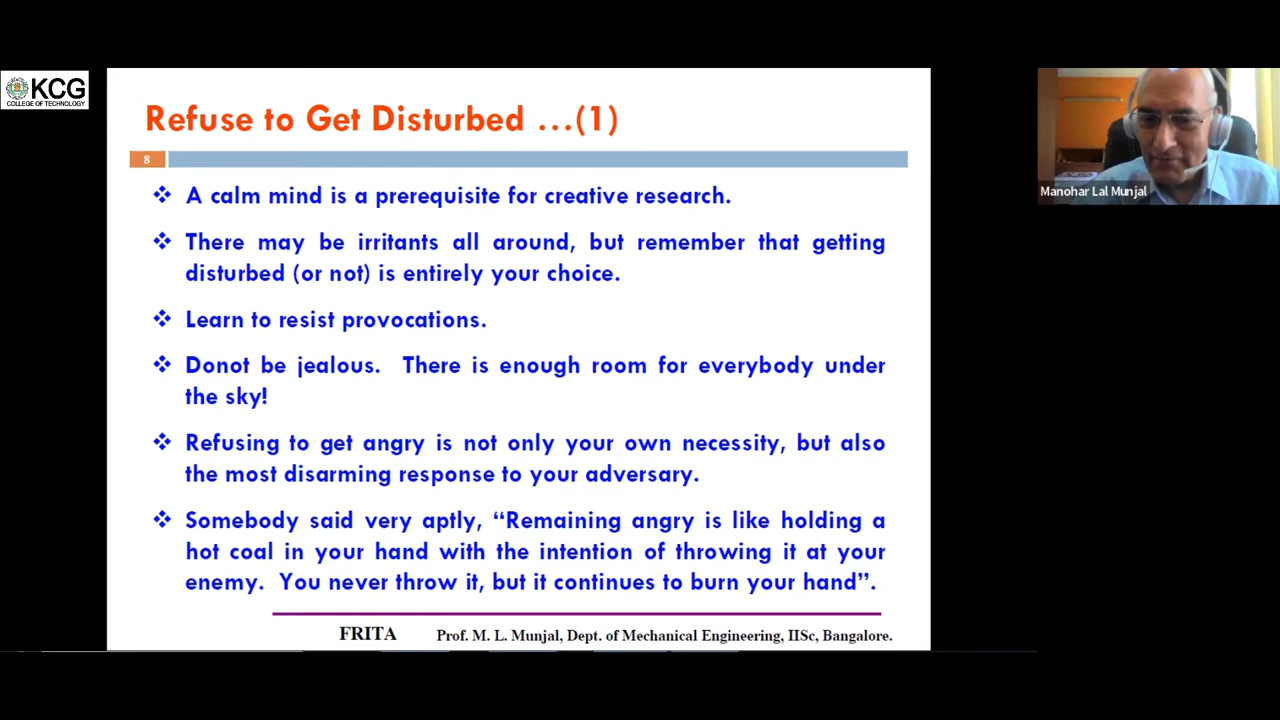 KCG
COLLEGE OF TECHNOLOGY
Refuse to Get Disturbed …(1)
8
❖ A calm mind is a prerequisite for creative research.
❖ There may be irritants all around, but remember that getting
disturbed (or not) is entirely your choice.
❖ Learn to resist provocations.
❖ Donot be jealous. There is enough room for everybody under
the sky!
❖ Refusing to get angry is not only your own necessity, but also
the most disarming response to your adversary.
❖ Somebody said very aptly, “Remaining angry is like holding a
hot coal in your hand with the intention of throwing it at your
enemy. You never throw it, but it continues to burn your hand”.
FRITA Prof. M. L. Munjal, Dept. of Mechanical Engineering, IISc, Bangalore.
Manohar Lal Munjal